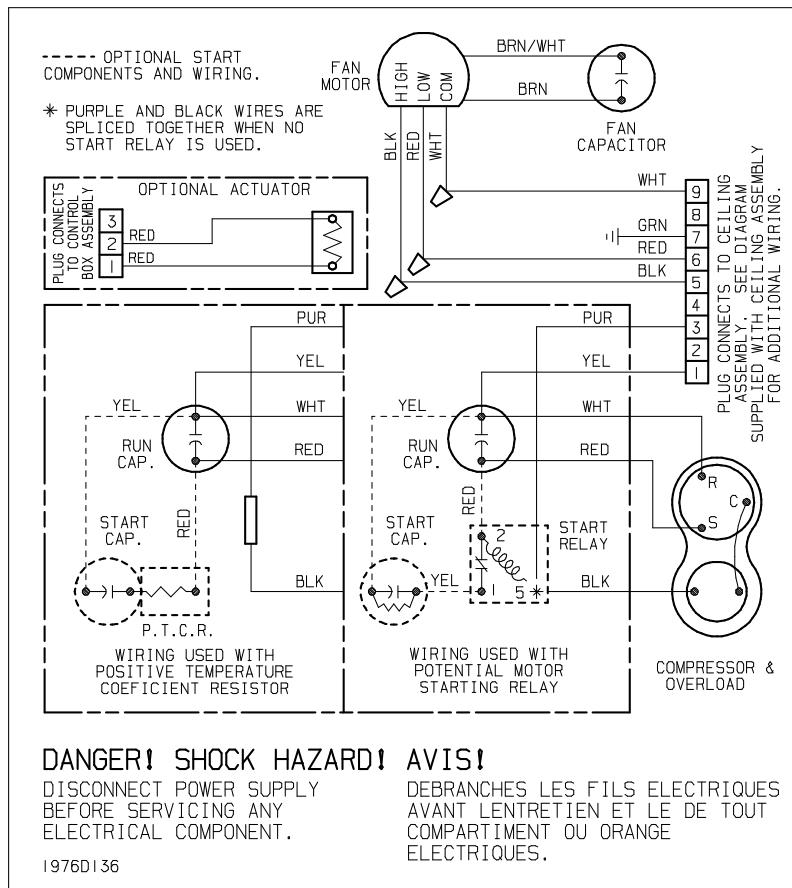 ----- OPTIONAL START
COMPONENTS AND WIRING.
* PURPLE AND BLACK WIRES ARE
SPLICED TOGETHER WHEN NO
START RELAY IS USED.
FAN
MOTOR
HIGH
LOW
COM
BRN/WHT
BRN
FAN
CAPACITOR
BLK
RED
WHT
OPTIONAL ACTUATOR
PLUG CONNECTS
TO CONTROL
BOX ASSEMBLY
3
2
1
RED
RED
WHT
GRN
RED
BLK
PUR
YEL
WHT
RED
9
8
7
6
5
4
3
2
1
PLUG CONNECTS TO CEILING
ASSEMBLY. SEE DIAGRAM
SUPPLIED WITH CEILING ASSEMBLY
FOR ADDITIONAL WIRING.
PUR
YEL
YEL
WHT
RUN
CAP.
RED
RED
START
CAP.
BLK
P.T.C.R.
WIRING USED WITH
POSITIVE TEMPERATURE
COEFICIENT RESISTOR
YEL
RUN
CAP.
RED
START
CAP.
YEL
2
1
5 *
START
RELAY
BLK
WIRING USED WITH
POTENTIAL MOTOR
STARTING RELAY
R
C
S
COMPRESSOR &
OVERLOAD
DANGER! SHOCK HAZARD!
DISCONNECT POWER SUPPLY
BEFORE SERVICING ANY
ELECTRICAL COMPONENT.
AVIS!
DEBRANCHES LES FILS ELECTRIQUES
AVANT LENTRETIEN ET LE DE TOUT
COMPARTIMENT OU ORANGE
ELECTRIQUES.
1976D136